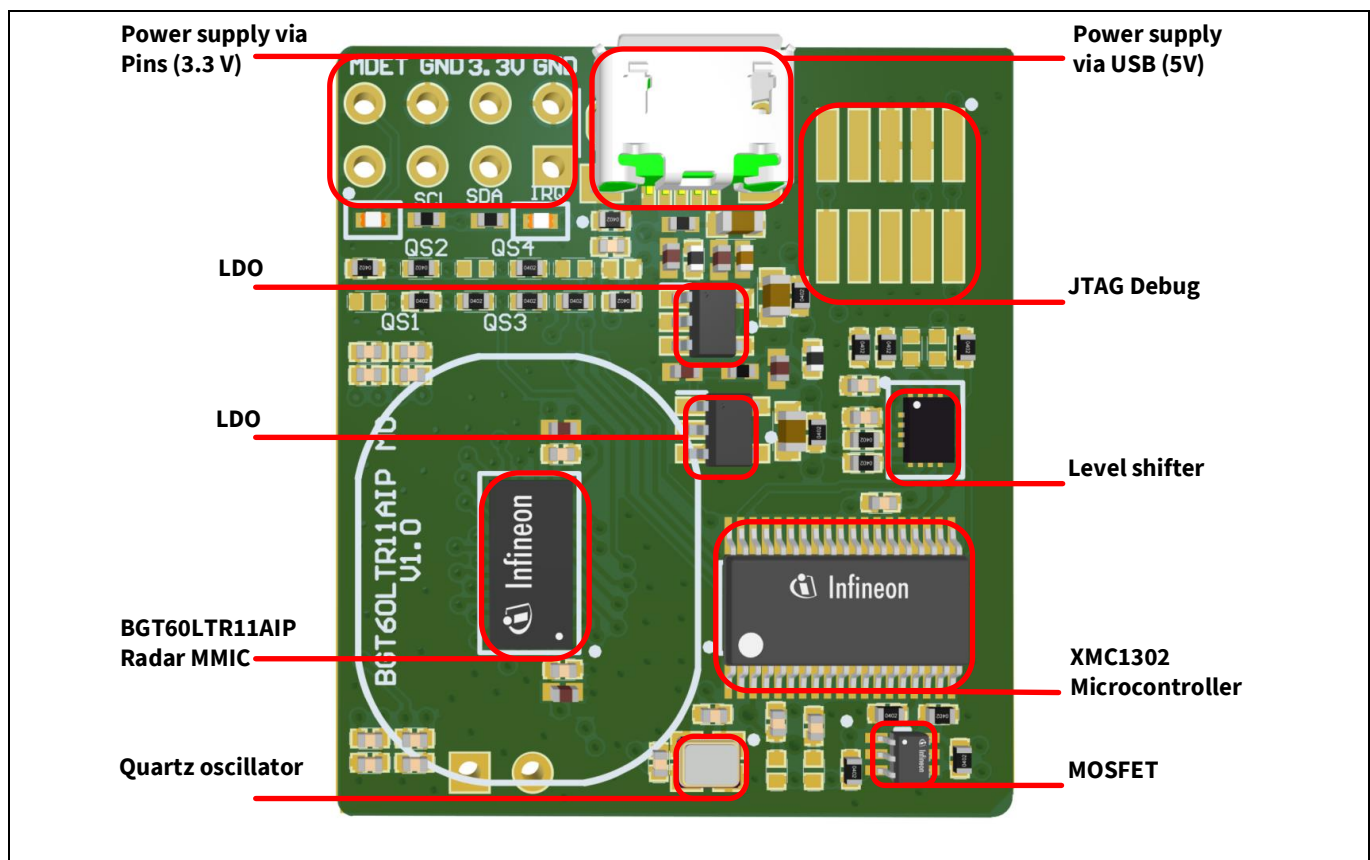 Power supply via
Pins (3.3 V)
Power supply
via USB (5V)
MDET GND 3.3V GND
SCL SDA IRQ
QS2 QS4
LDO
JTAG Debug
QS1 QS3
LDO
Level shifter
BGT60LTR11AIP
V1.0
Infineon
Infineon
BGT60LTR11AIP
Radar MMIC
XMC1302
Microcontroller
Quartz oscillator
Infineon
MOSFET